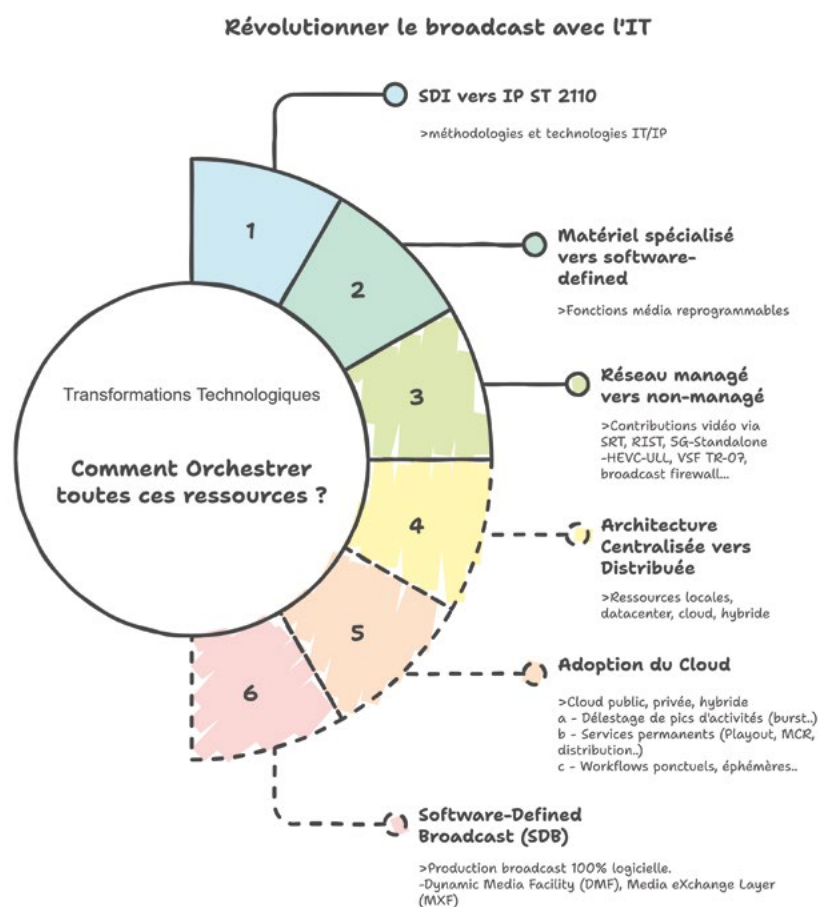 Révolutionner le broadcast avec l'IT
1
SDI vers IP ST 2110
>méthodologies et technologies IT/IP
2
Matériel spécialisé
vers software-
defined
>Fonctions média reprogrammables
3
Réseau managé
vers non-managé
>Contributions vidéo via
SRT, RIST, 5G-Standalone
-HEVC-ULL, VSF TR-07,
broadcast firewall...
Transformations Technologiques
Comment Orchestrer
toutes ces ressources ?
4
Architecture
Centralisée vers
Distribuée
>Ressources locales,
datacenter, cloud, hybride
5
Adoption du Cloud
>Cloud public, privée, hybride
a - Délestage de pics d'activités (burst..)
b - Services permanents (Playout, MCR,
distribution..)
c - Workflows ponctuels, éphémères..
6
Software-Defined
Broadcast (SDB)
>Production broadcast 100% logicielle.
-Dynamic Media Facility (DMF), Media eXchange Layer
(MXF)